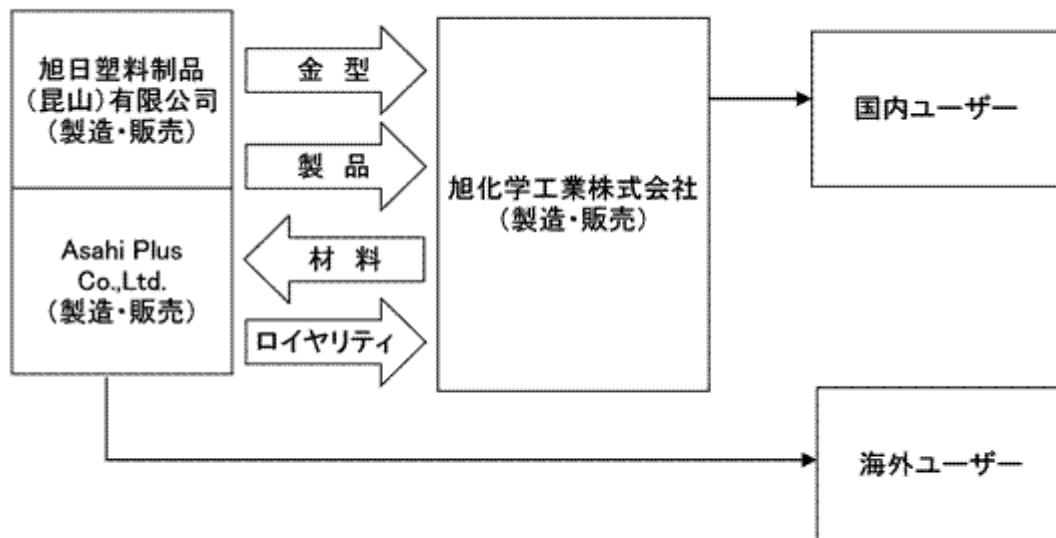 旭日塑料制品
（昆山）有限公司
（製造・販売）
Asahi Plus
Co.,Ltd.
（製造・販売）
金 型
製 品
材 料
ロイヤリティ
旭化学工業株式会社
（製造・販売）
国内ユーザー
海外ユーザー